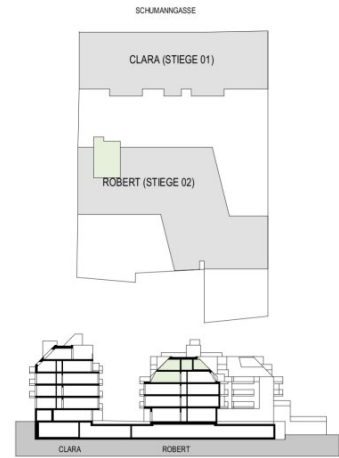 SCHUMANNGASSE
CLARA (STIEGE 01)
ROBERT (STIEGE 02)
CLARA
ROBERT